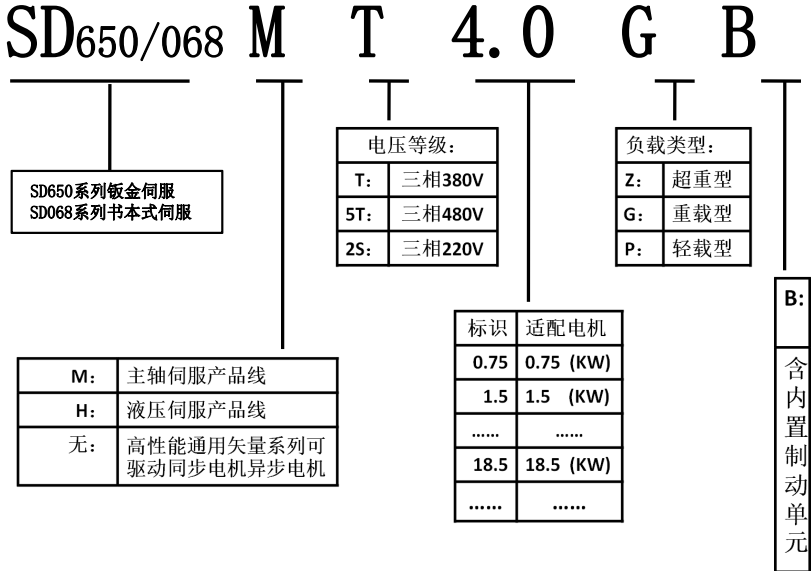 SD650/068 M T 4.0 G B
SD650系列钣金伺服
SD068系列书本式伺服
电压等级:
T: 三相380V
5T: 三相480V
2S: 三相220V
负载类型:
Z: 超重型
G: 重载型
P: 轻载型
B:
含内置制动单元
标识 适配电机
0.75 0.75 (KW)
1.5 1.5 (KW)
…… ……
18.5 18.5 (KW)
…… ……
M: 主轴伺服产品线
H: 液压伺服产品线
无: 高性能通用矢量系列可
驱动同步电机异步电机